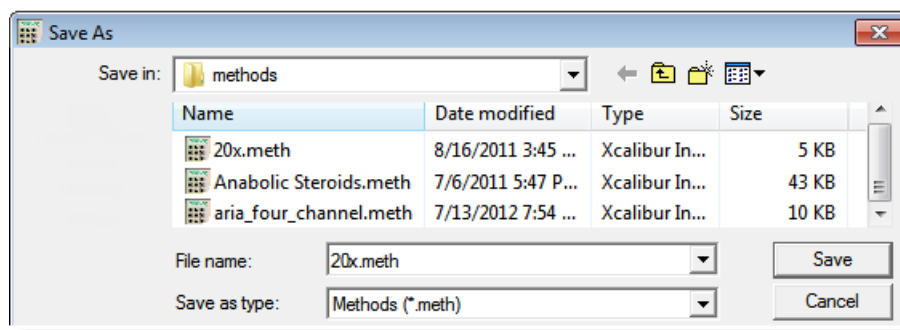 Save As
Save in: methods
Name Date modified Type Size
20x.meth 8/16/2011 3:45 ... Xcalibur In... 5 KB
Anabolic Steroids.meth 7/6/2011 5:47 P... Xcalibur In... 43 KB
aria_four_channel.meth 7/13/2012 7:54 ... Xcalibur In... 10 KB
File name: 20x.meth Save
Save as type: Methods (*.meth) Cancel